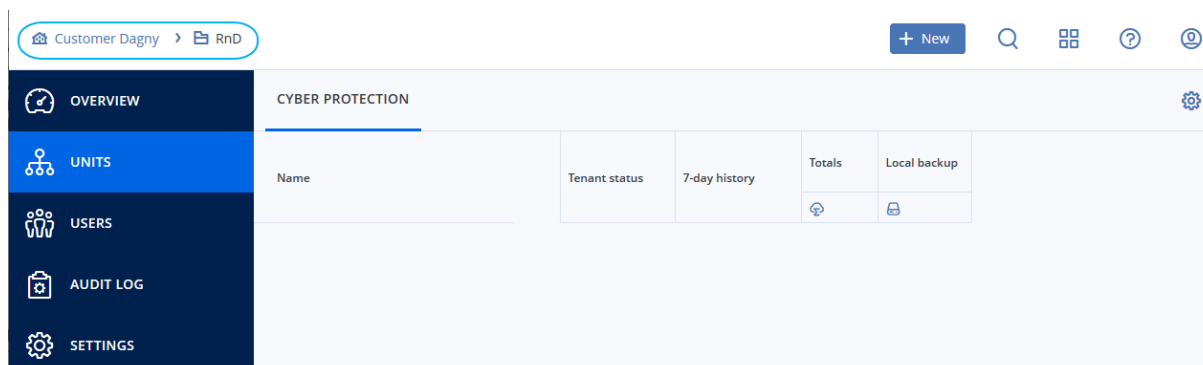 Customer Dagny > RnD
+ New
OVERVIEW
CYBER PROTECTION
UNITS
Name
Tenant status
7-day history
Totals
Local backup
USERS
AUDIT LOG
SETTINGS